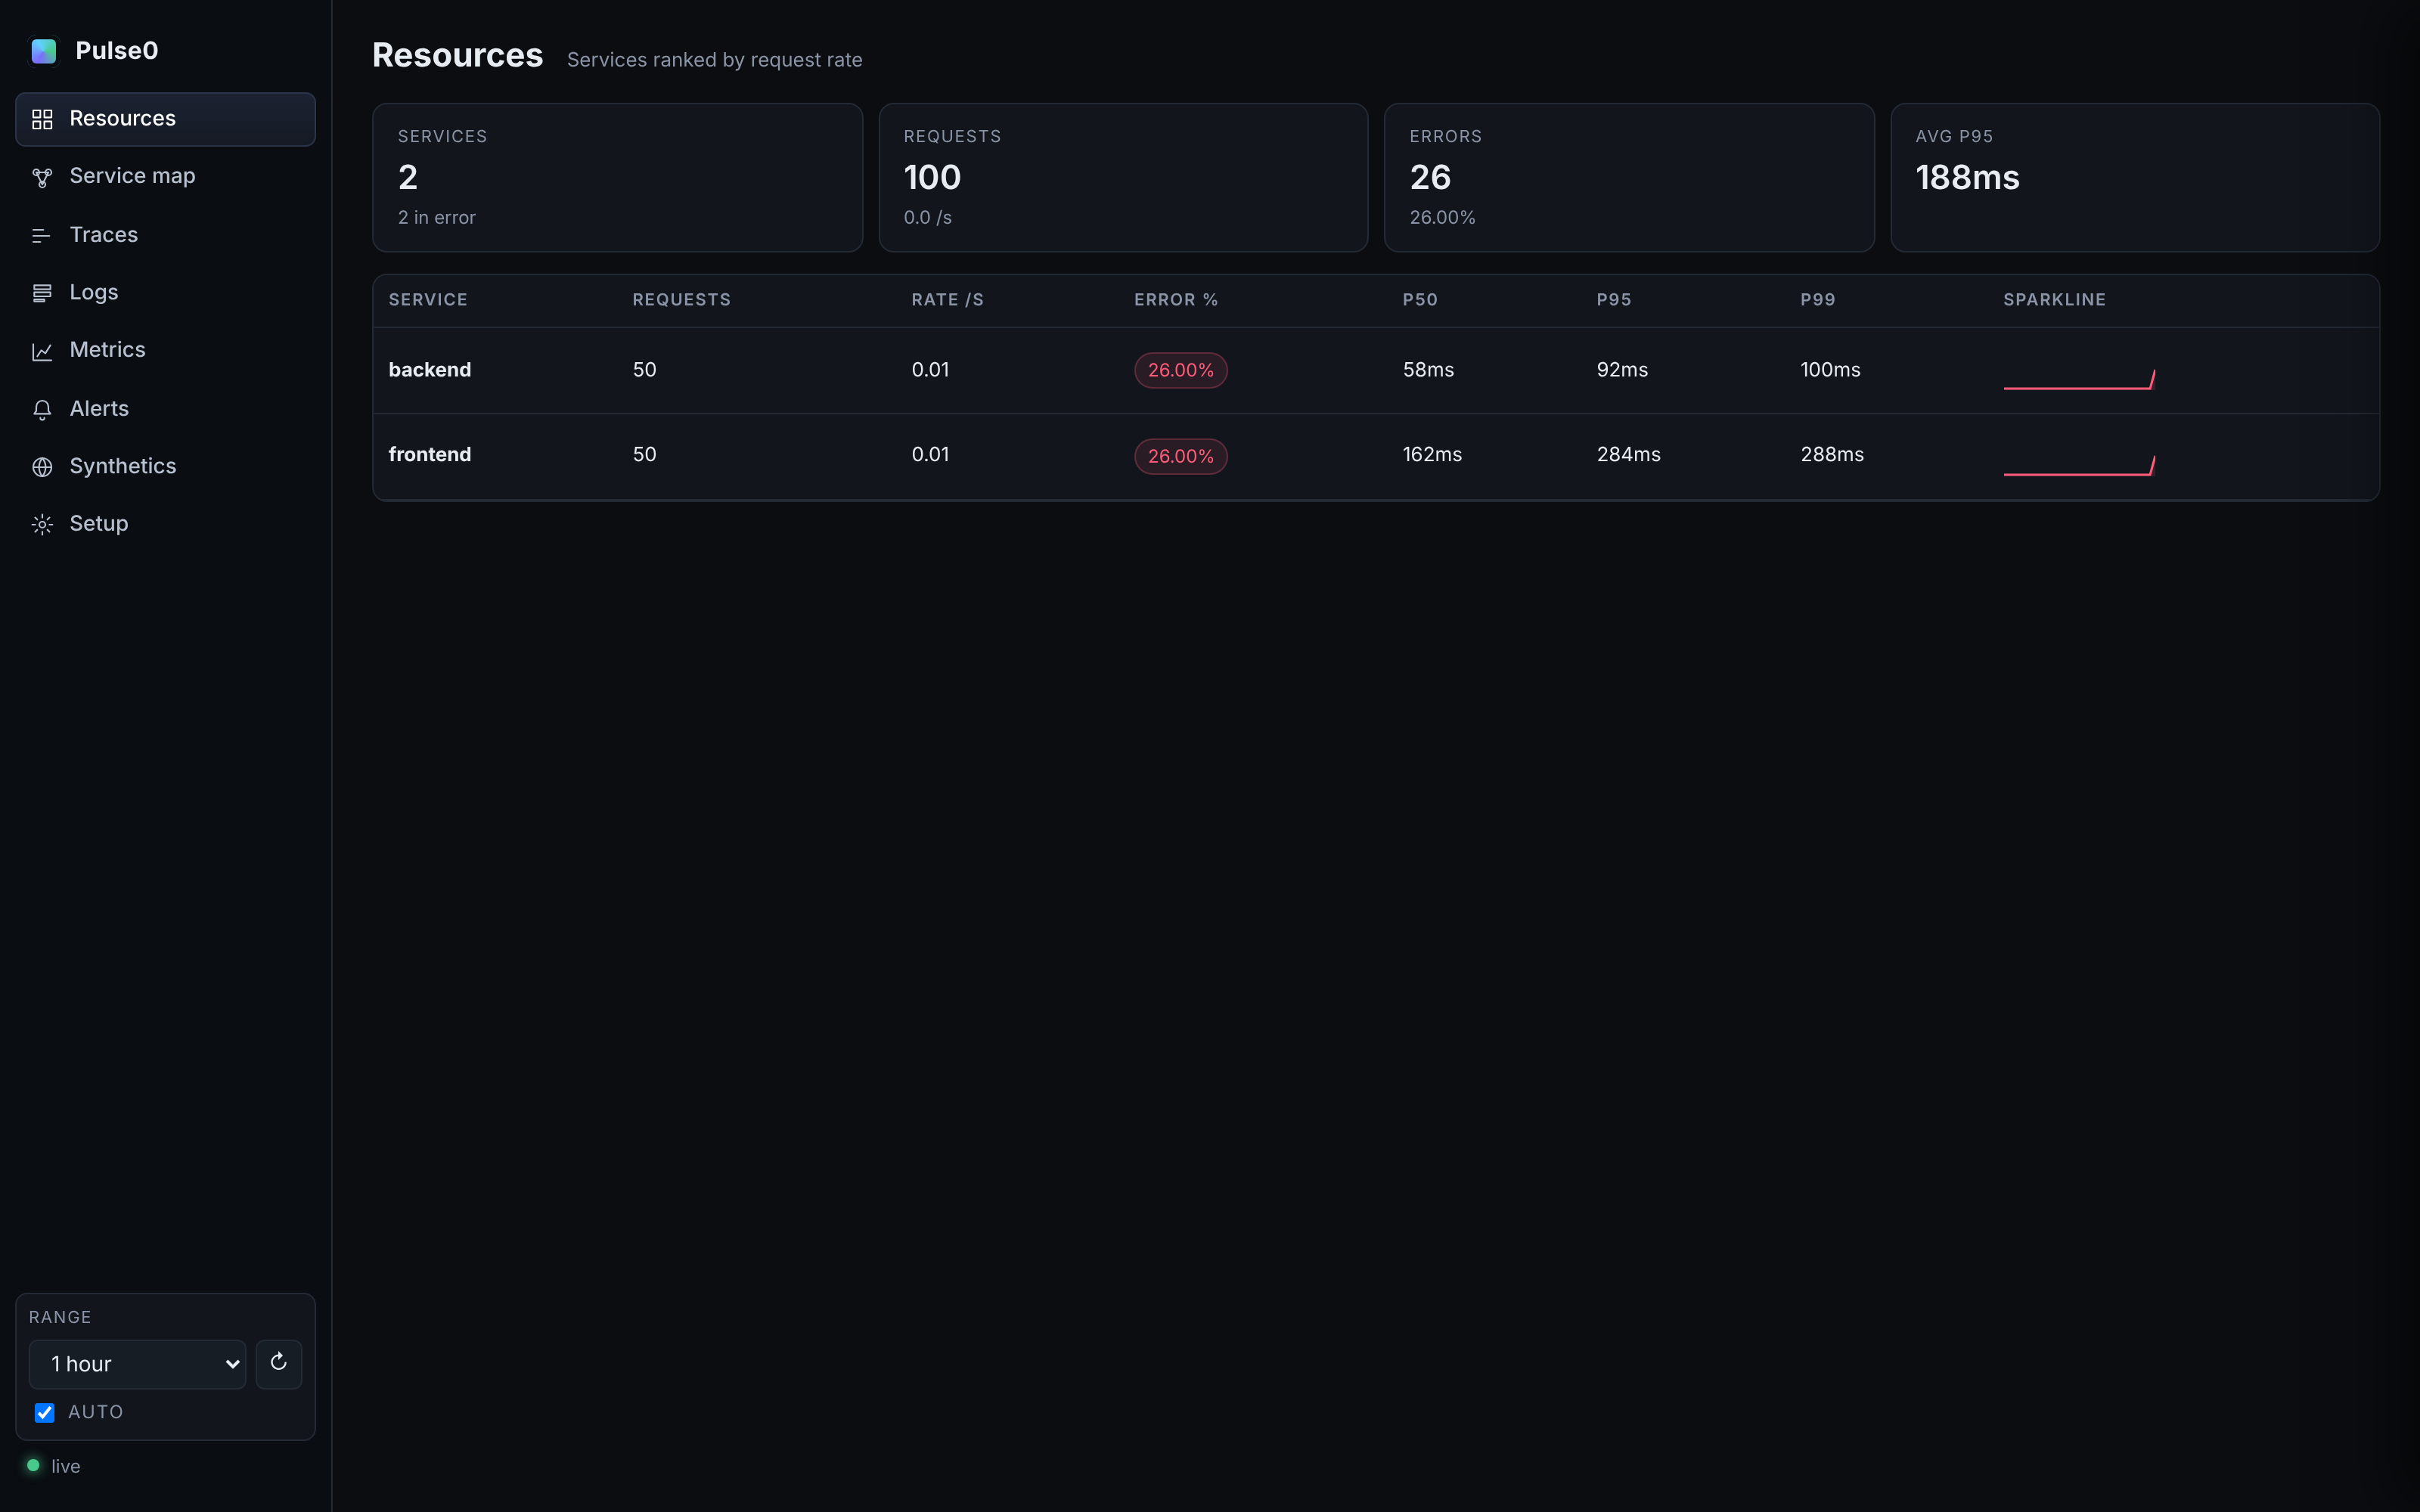 Pulse0
Resources
Service map
Traces
Logs
Metrics
Alerts
Synthetics
Setup
RANGE
1 hour
AUTO
live
Resources Services ranked by request rate
SERVICES
2
2 in error
REQUESTS
100
0.0 /s
ERRORS
26
26.00%
AVG P95
188ms
SERVICE REQUESTS RATE /S ERROR % P50 P95 P99 SPARKLINE
backend 50 0.01 26.00% 58ms 92ms 100ms
frontend 50 0.01 26.00% 162ms 284ms 288ms